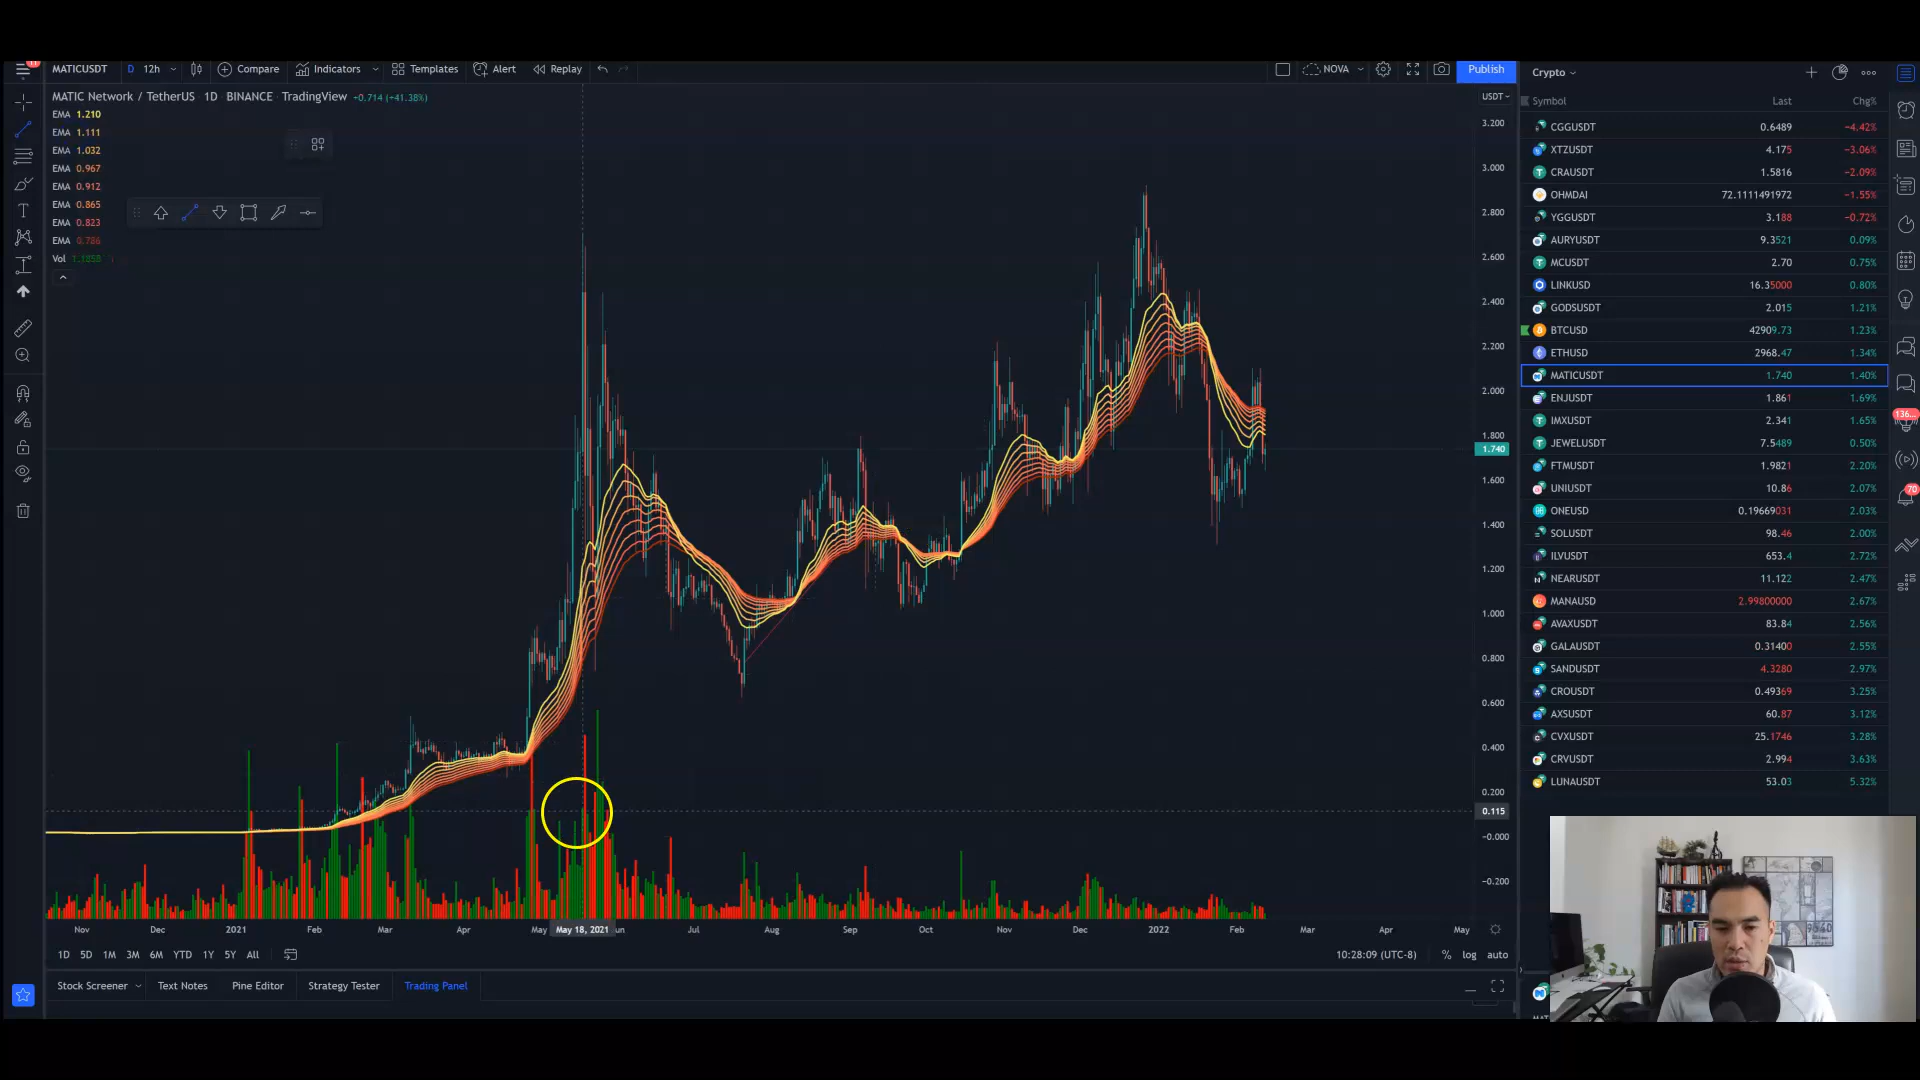 11
MATICUSDT D 12h Compare Indicators Templates Alert Replay NOVA Publish
MATIC Network / TetherUS · 1D · BINANCE · TradingView +0.714 (+41.38%)
EMA 1.210
EMA 1.111
EMA 1.032
EMA 0.967
EMA 0.912
EMA 0.865
EMA 0.823
EMA 0.786
Vol
USDT
3.200
3.000
2.800
2.600
2.400
2.200
2.000
1.800
1.740
1.600
1.400
1.200
1.000
0.800
0.600
0.400
0.200
0.115
−0.000
−0.200
Nov Dec 2021 Feb Mar Apr May May 18, 2021 un Jul Aug Sep Oct Nov Dec 2022 Feb Mar Apr May
1D 5D 1M 3M 6M YTD 1Y 5Y All 10:28:09 (UTC-8) % log auto
Stock Screener Text Notes Pine Editor Strategy Tester Trading Panel
Crypto
Symbol Last Chg%
CGGUSDT 0.6489 −4.42%
XTZUSDT 4.175 −3.06%
CRAUSDT 1.5816 −2.09%
OHMDAI 72.1111491972 −1.55%
YGGUSDT 3.188 −0.72%
AURYUSDT 9.3521 0.09%
MCUSDT 2.70 0.75%
LINKUSD 16.35000 0.80%
GODSUSDT 2.015 1.21%
BTCUSD 42909.73 1.23%
ETHUSD 2968.47 1.34%
MATICUSDT 1.740 1.40%
ENJUSDT 1.861 1.69%
IMXUSDT 2.341 1.65%
JEWELUSDT 7.5489 0.50%
FTMUSDT 1.9821 2.20%
UNIUSDT 10.86 2.07%
ONEUSD 0.19669031 2.03%
SOLUSDT 98.46 2.00%
ILVUSDT 653.4 2.72%
NEARUSDT 11.122 2.47%
MANAUSD 2.99800000 2.67%
AVAXUSDT 83.84 2.56%
GALAUSDT 0.31400 2.55%
SANDUSDT 4.3280 2.97%
CROUSDT 0.49369 3.25%
AXSUSDT 60.87 3.12%
CVXUSDT 25.1746 3.28%
CRVUSDT 2.994 3.63%
LUNAUSDT 53.03 5.32%
136...
70